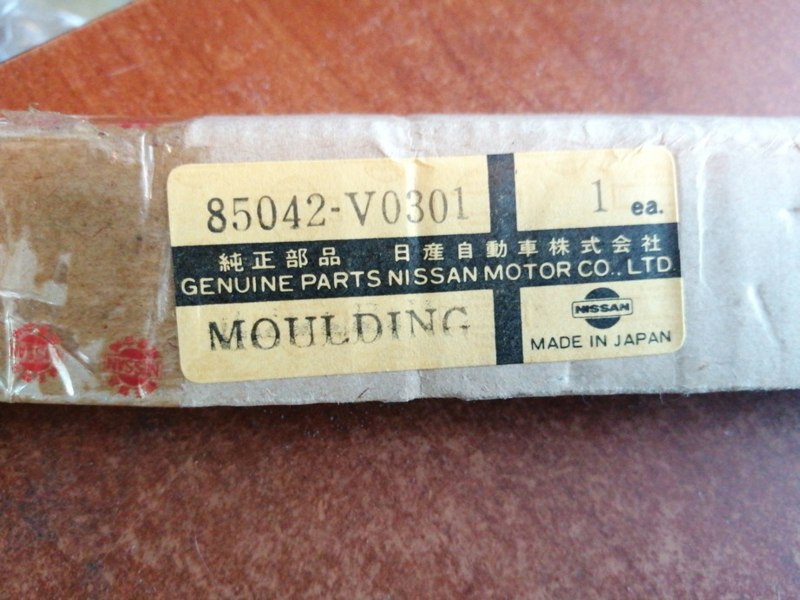 85042-V0301
1 ea.
純正部品 日産自動車株式会社
GENUINE PARTS NISSAN MOTOR CO., LTD.
MOULDING
NISSAN
MADE IN JAPAN
NISSAN